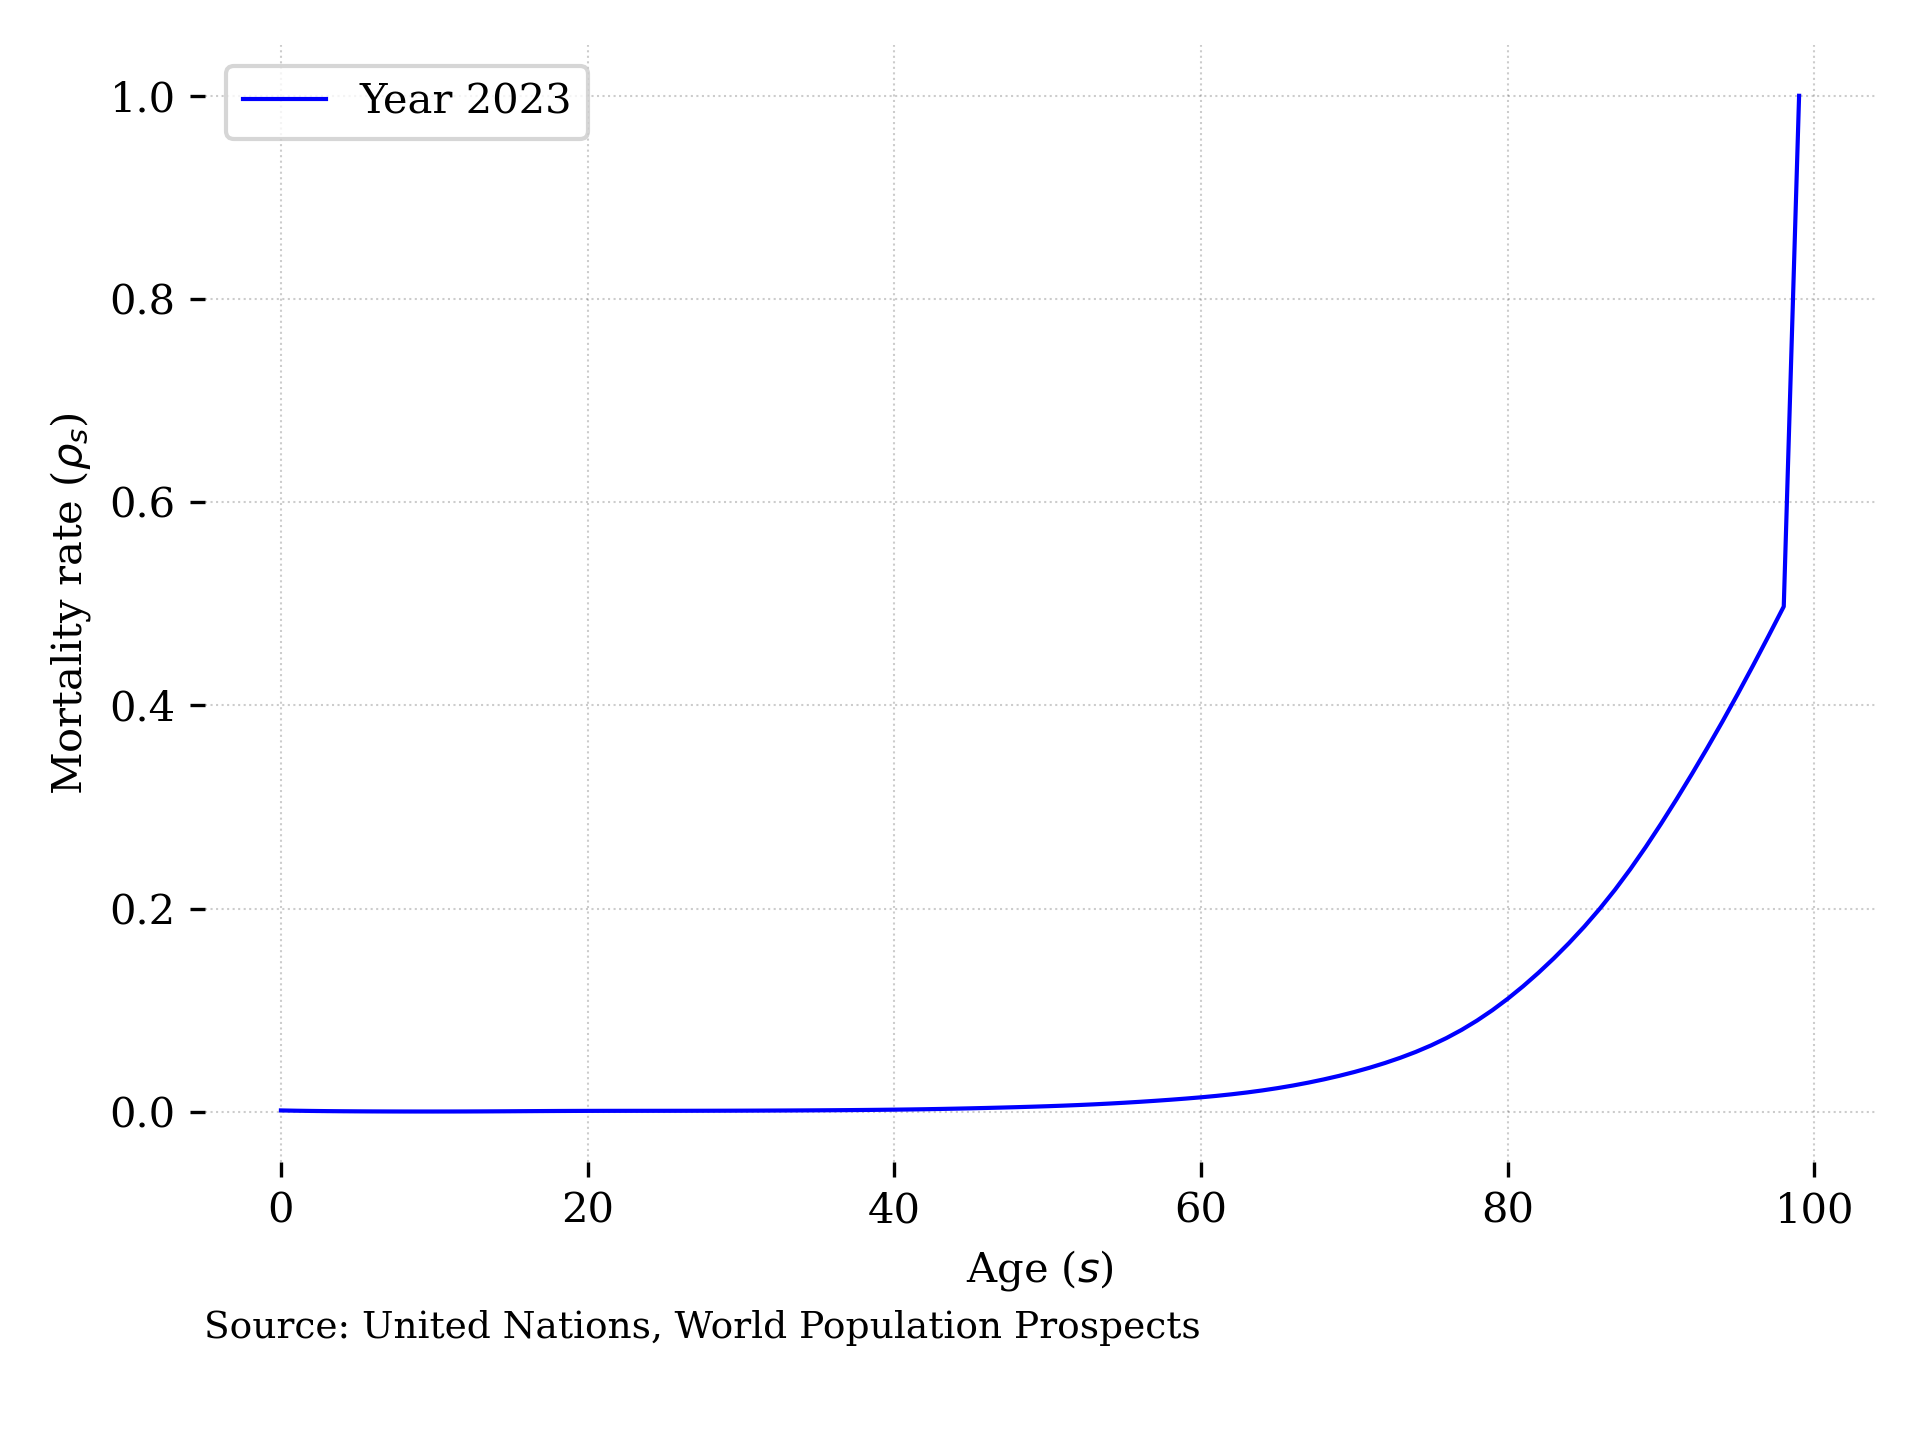 Year 2023
1.0
0.8
0.6
0.4
0.2
0.0
Mortality rate (ρₛ)
0 20 40 60 80 100
Age (s)
Source: United Nations, World Population Prospects